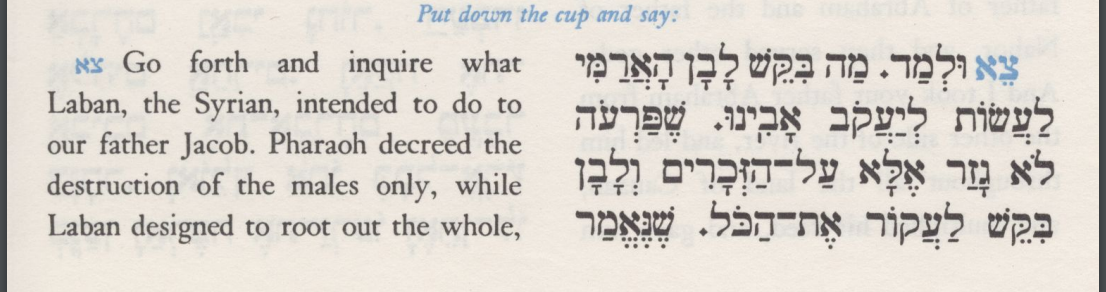 Put down the cup and say:
צֵא Go forth and inquire what
Laban, the Syrian, intended to do to
our father Jacob. Pharaoh decreed the
destruction of the males only, while
Laban designed to root out the whole,
צֵא וּלְמַד. מַה בִּקֵּשׁ לָבָן הָאֲרַמִּי
לַעֲשׂוֹת לְיַעֲקֹב אָבִינוּ. שֶׁפַּרְעֹה
לֹא גָזַר אֶלָּא עַל־הַזְּכָרִים וְלָבָן
בִּקֵּשׁ לַעֲקוֹר אֶת־הַכֹּל. שֶׁנֶּאֱמַר